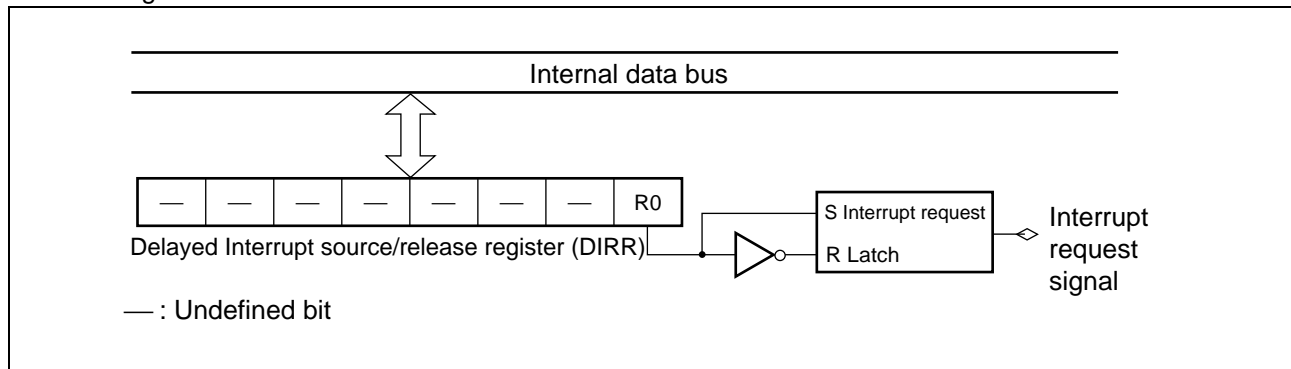 Internal data bus
— — — — — — — R0
Delayed Interrupt source/release register (DIRR)
S Interrupt request
R Latch
Interrupt
request
signal
— : Undefined bit